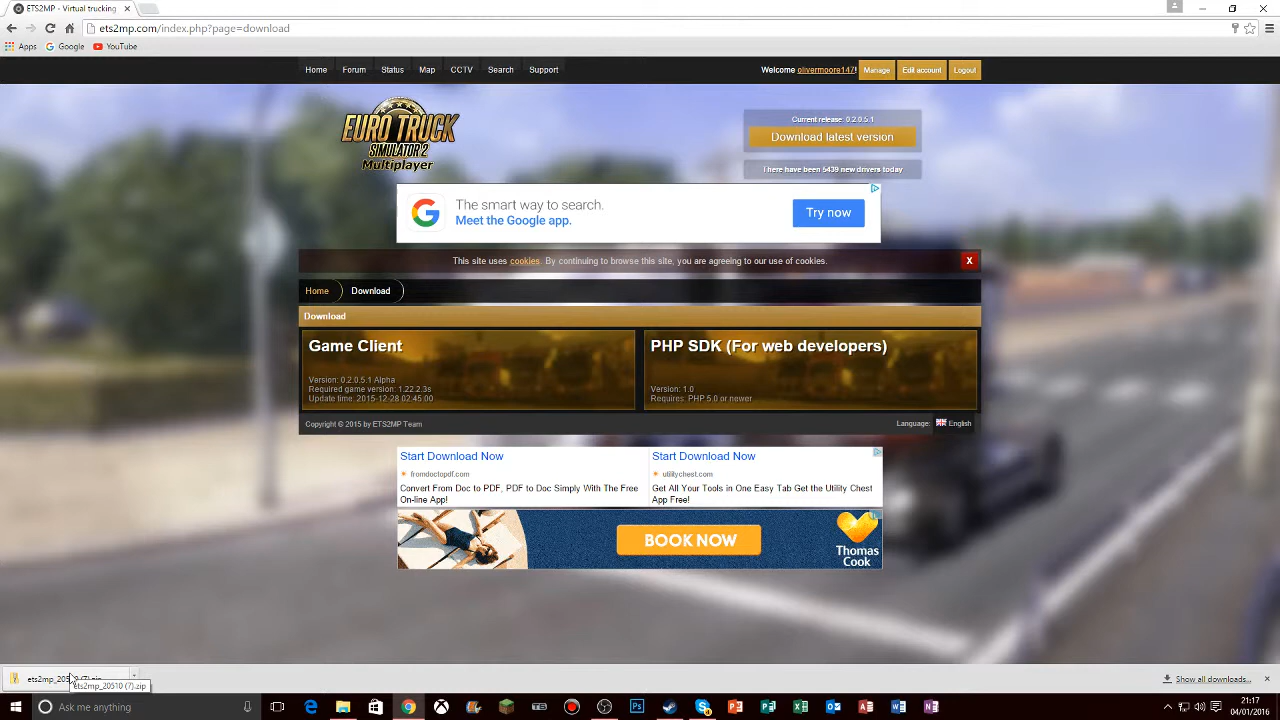 ETS2MP - Virtual trucking
ets2mp.com/index.php?page=download
Apps Google YouTube
Home Forum Status Map CCTV Search Support
Welcome olivermoore147! Manage Edit account Logout
EURO TRUCK
SIMULATOR 2
Multiplayer
Current release: 0.2.0.5.1
Download latest version
There have been 5439 new drivers today
The smart way to search.
Meet the Google app.
Try now
This site uses cookies. By continuing to browse this site, you are agreeing to our use of cookies.
X
Home Download
Download
Game Client
Version: 0.2.0.5.1 Alpha
Required game version: 1.22.2.3s
Update time: 2015-12-28 02:45:00
PHP SDK (For web developers)
Version: 1.0
Requires: PHP 5.0 or newer
Copyright © 2015 by ETS2MP Team
Language: English
Start Download Now
fromdoctopdf.com
Convert From Doc to PDF, PDF to Doc Simply With The Free
On-line App!
Start Download Now
utilitychest.com
Get All Your Tools in One Easy Tab Get the Utility Chest
App Free!
BOOK NOW
Thomas
Cook
ets2mp_20510 (7).zip
Show all downloads...
Ask me anything
21:17
04/01/2016